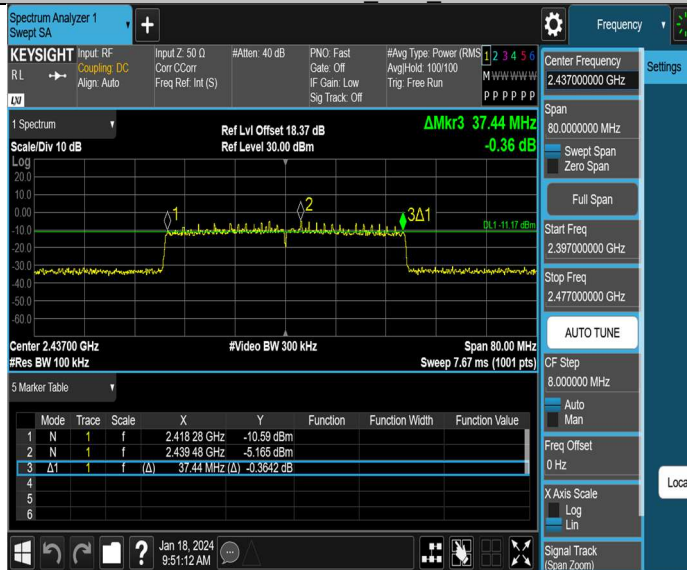 Spectrum Analyzer 1
Swept SA
+
Frequency
KEYSIGHT
RL
LXI
Input: RF
Coupling: DC
Align: Auto
Input Z: 50 Ω
Corr CCorr
Freq Ref: Int (S)
#Atten: 40 dB
PNO: Fast
Gate: Off
IF Gain: Low
Sig Track: Off
#Avg Type: Power (RMS
Avg|Hold: 100/100
Trig: Free Run
1 2 3 4 5 6
M W W W W W
P P P P P P
1 Spectrum
Scale/Div 10 dB
Log
Ref Lvl Offset 18.37 dB
Ref Level 30.00 dBm
ΔMkr3 37.44 MHz
-0.36 dB
20.0
10.0
0.00
-10.0
-20.0
-30.0
-40.0
-50.0
-60.0
1
2
3Δ1
DL1 -11.17 dBm
Center 2.43700 GHz
#Video BW 300 kHz
Span 80.00 MHz
#Res BW 100 kHz
Sweep 7.67 ms (1001 pts)
5 Marker Table
Mode Trace Scale X Y Function Function Width Function Value
1 N 1 f 2.418 28 GHz -10.59 dBm
2 N 1 f 2.439 48 GHz -5.165 dBm
3 Δ1 1 f (Δ) 37.44 MHz (Δ) -0.3642 dB
4
5
6
?
Jan 18, 2024
9:51:12 AM
Center Frequency
2.437000000 GHz
Settings
Span
80.0000000 MHz
Swept Span
Zero Span
Full Span
Start Freq
2.397000000 GHz
Stop Freq
2.477000000 GHz
AUTO TUNE
CF Step
8.000000 MHz
Auto
Man
Freq Offset
0 Hz
Loca
X Axis Scale
Log
Lin
Signal Track
(Span Zoom)